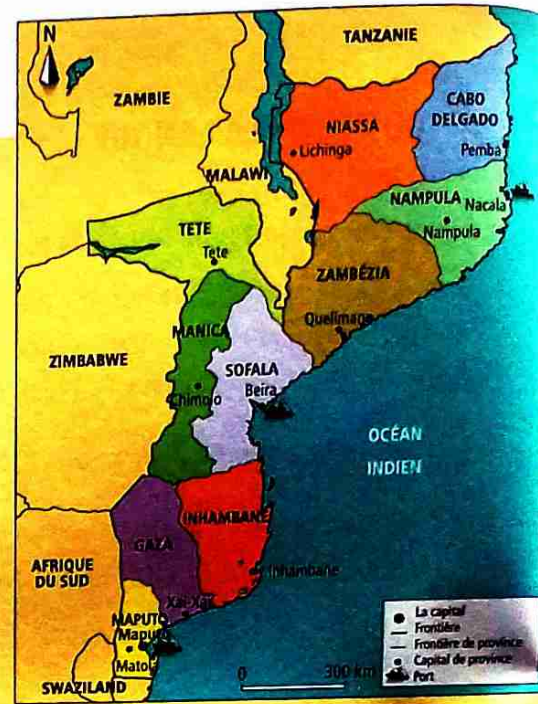 N
TANZANIE
ZAMBIE
CABO
DELGADO
NIASSA
Lichinga
Pemba
MALAWI
NAMPULA
Nacala
Nampula
TETE
Tete
ZAMBÉZIA
Quelimane
MANICA
ZIMBABWE
SOFALA
Chimoio
Beira
OCÉAN
INDIEN
INHAMBANE
GAZA
AFRIQUE
DU SUD
Inhambane
Xai-Xai
MAPUTO
Maputo
Matola
SWAZILAND
0 300 km
La capital
Frontière
Frontière de province
Capital de province
Port